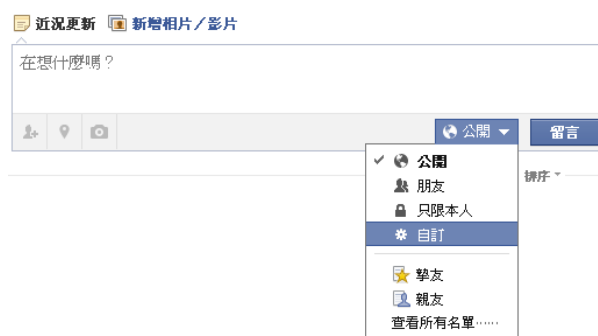 近況更新 新增相片／影片
在想什麼嗎？
公開 留言
公開
排序
朋友
只限本人
自訂
摯友
親友
查看所有名單……